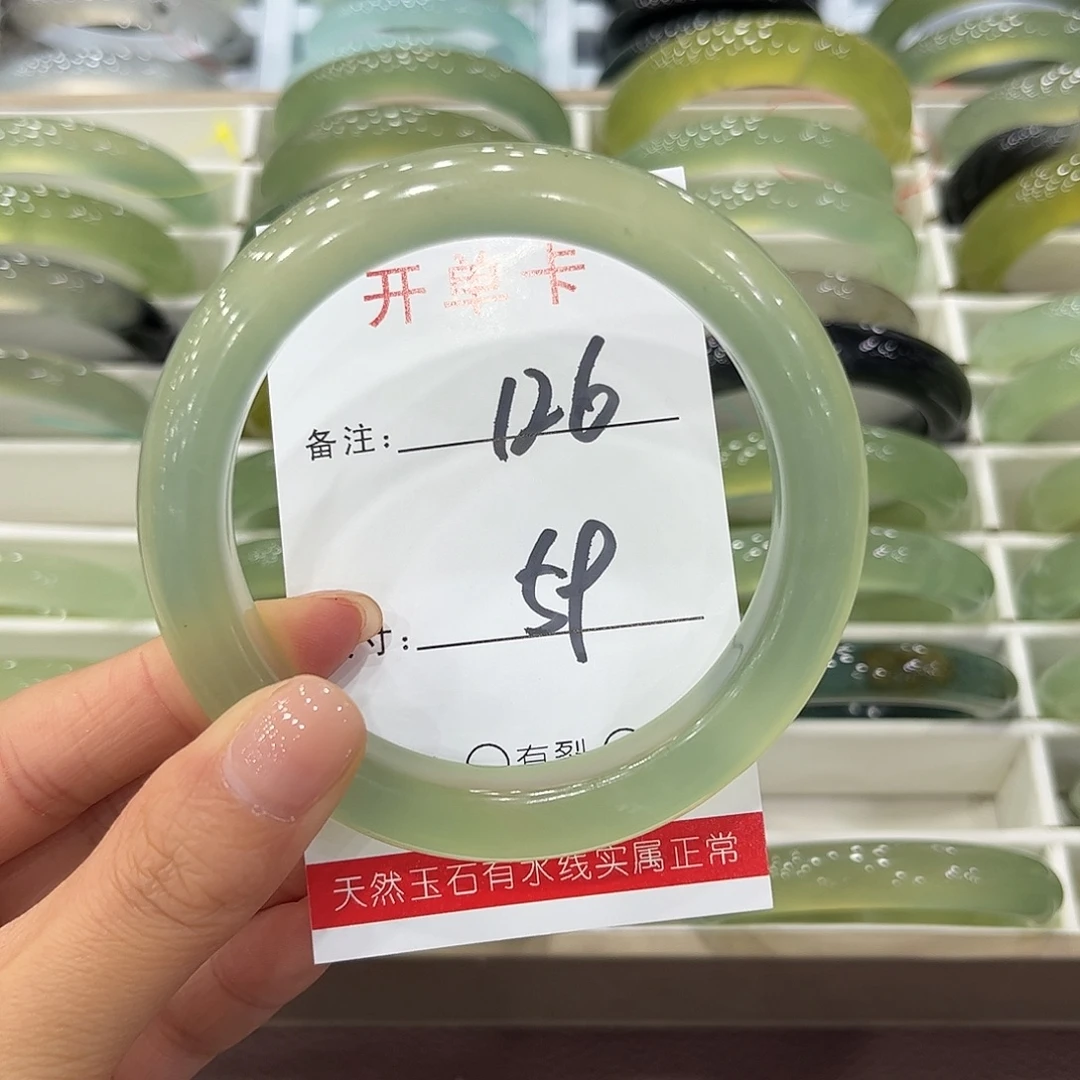 开单卡
备注: 126
寸: 59
有裂
天然玉石有水线实属正常